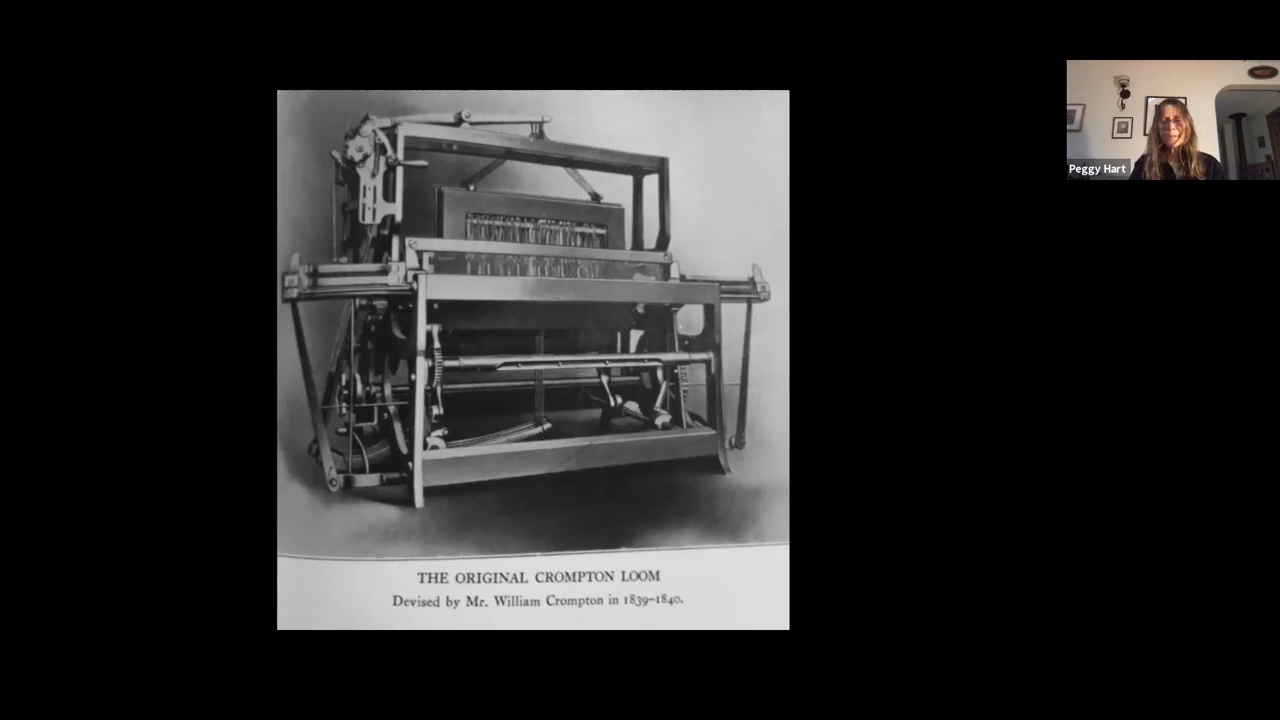 THE ORIGINAL CROMPTON LOOM
Devised by Mr. William Crompton in 1839–1840.
Peggy Hart